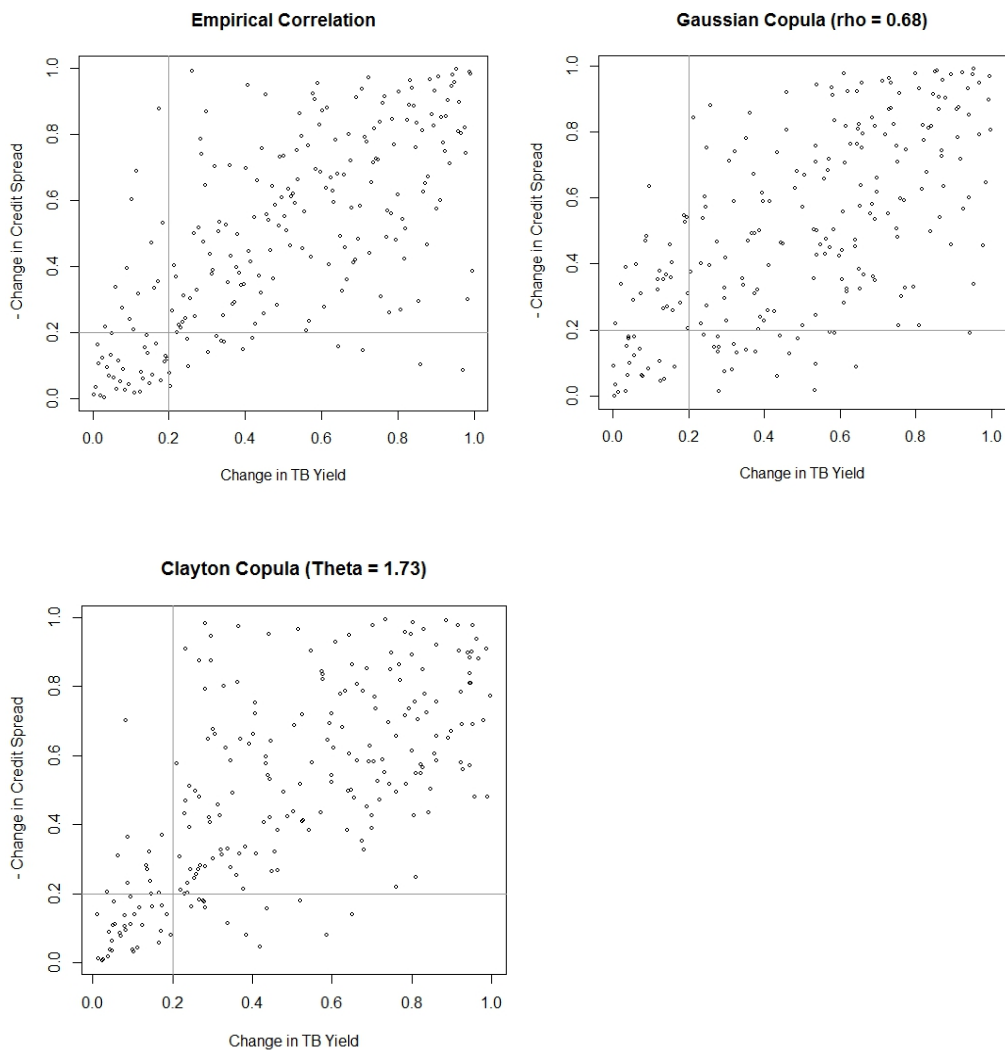 Empirical Correlation
- Change in Credit Spread
1.0
0.8
0.6
0.4
0.2
0.0
0.0 0.2 0.4 0.6 0.8 1.0
Change in TB Yield
Gaussian Copula (rho = 0.68)
- Change in Credit Spread
1.0
0.8
0.6
0.4
0.2
0.0
0.0 0.2 0.4 0.6 0.8 1.0
Change in TB Yield
Clayton Copula (Theta = 1.73)
- Change in Credit Spread
1.0
0.8
0.6
0.4
0.2
0.0
0.0 0.2 0.4 0.6 0.8 1.0
Change in TB Yield